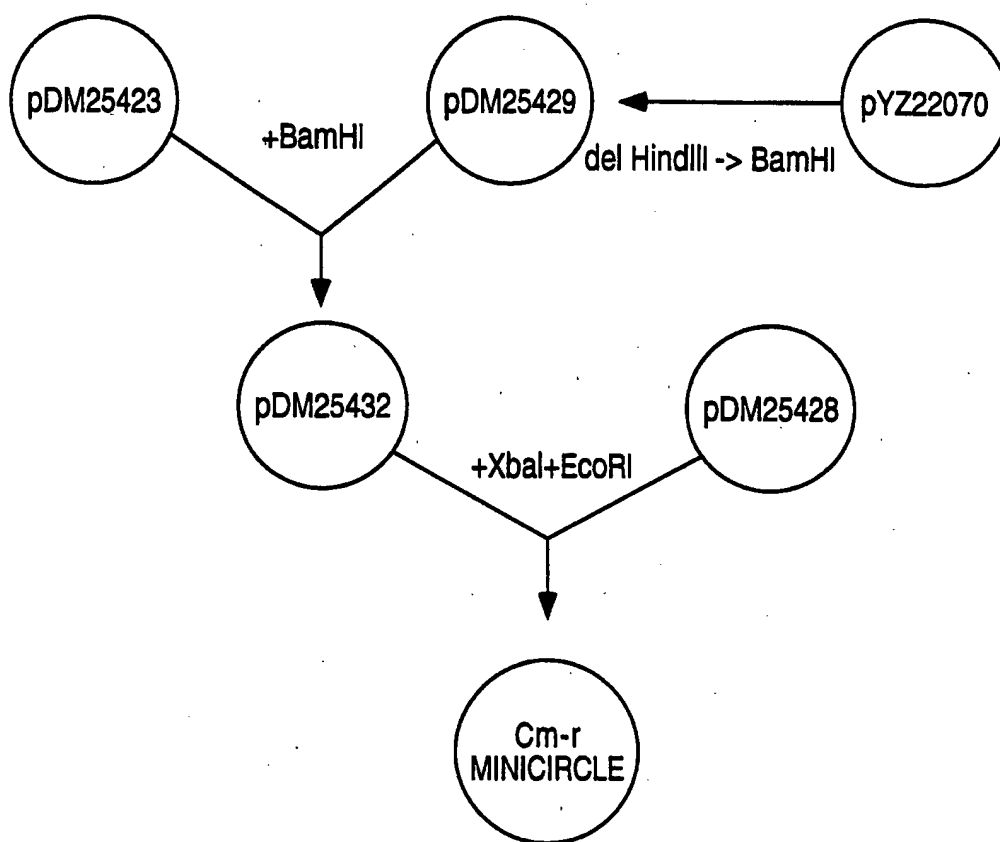 pDM25423
pDM25429
pYZ22070
+BamHI
del HindIII -> BamHI
pDM25432
pDM25428
+XbaI+EcoRI
Cm-r
MINICIRCLE